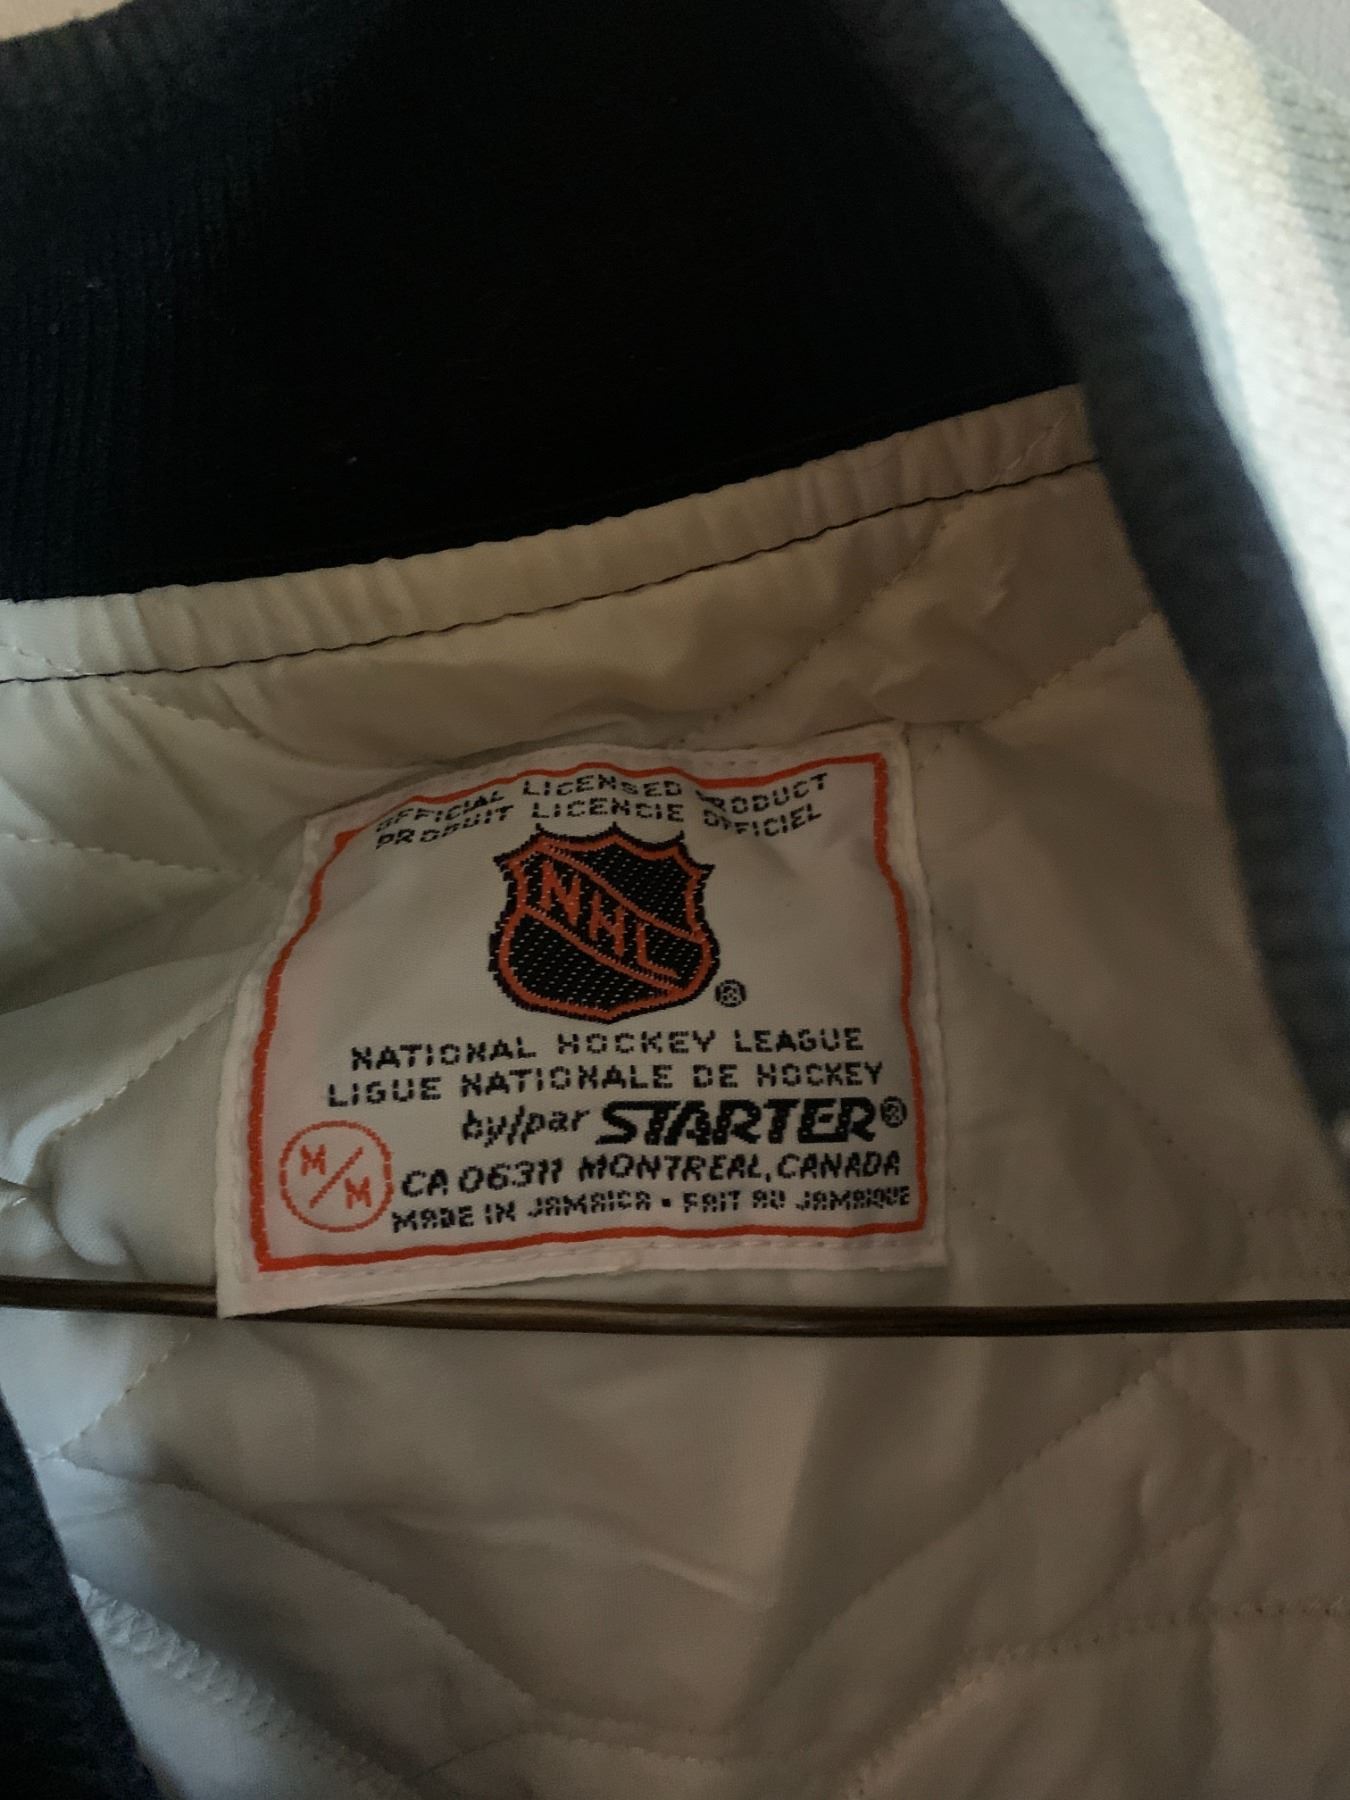 OFFICIAL LICENSED PRODUCT
PRODUIT LICENCIE OFFICIEL
NHL
®
NATIONAL HOCKEY LEAGUE
LIGUE NATIONALE DE HOCKEY
by/par STARTER®
M/M
CA 06311 MONTREAL, CANADA
MADE IN JAMAICA • FAIT AU JAMAIQUE